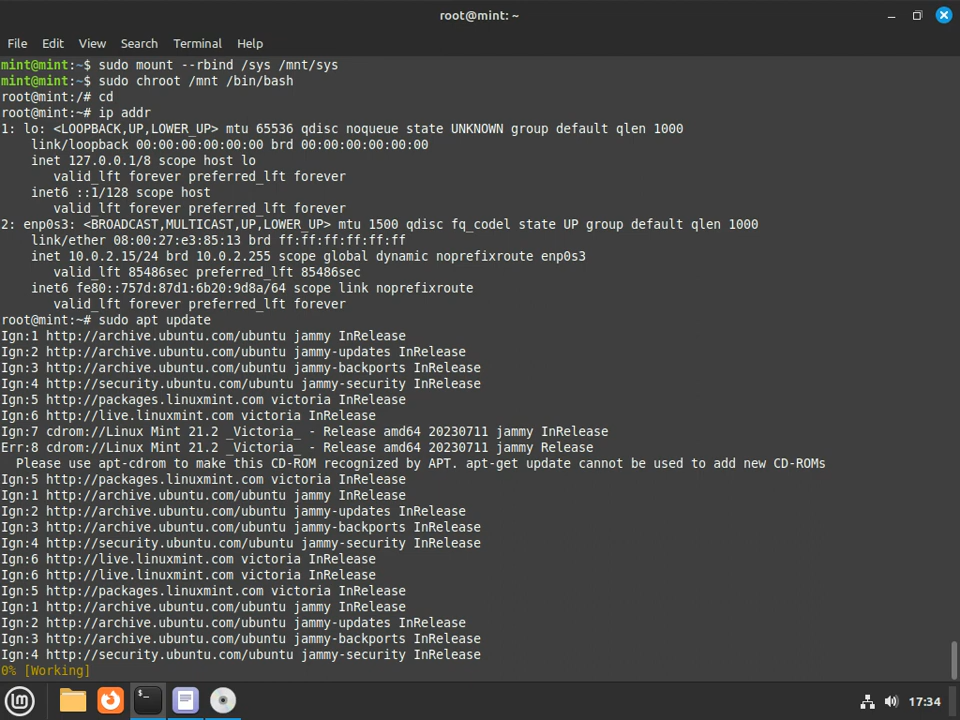 root@mint: ~
File Edit View Search Terminal Help
mint@mint:~$ sudo mount --rbind /sys /mnt/sys
mint@mint:~$ sudo chroot /mnt /bin/bash
root@mint:/# cd
root@mint:~# ip addr
1: lo: <LOOPBACK,UP,LOWER_UP> mtu 65536 qdisc noqueue state UNKNOWN group default qlen 1000
    link/loopback 00:00:00:00:00:00 brd 00:00:00:00:00:00
    inet 127.0.0.1/8 scope host lo
       valid_lft forever preferred_lft forever
    inet6 ::1/128 scope host
       valid_lft forever preferred_lft forever
2: enp0s3: <BROADCAST,MULTICAST,UP,LOWER_UP> mtu 1500 qdisc fq_codel state UP group default qlen 1000
    link/ether 08:00:27:e3:85:13 brd ff:ff:ff:ff:ff:ff
    inet 10.0.2.15/24 brd 10.0.2.255 scope global dynamic noprefixroute enp0s3
       valid_lft 85486sec preferred_lft 85486sec
    inet6 fe80::757d:87d1:6b20:9d8a/64 scope link noprefixroute
       valid_lft forever preferred_lft forever
root@mint:~# sudo apt update
Ign:1 http://archive.ubuntu.com/ubuntu jammy InRelease
Ign:2 http://archive.ubuntu.com/ubuntu jammy-updates InRelease
Ign:3 http://archive.ubuntu.com/ubuntu jammy-backports InRelease
Ign:4 http://security.ubuntu.com/ubuntu jammy-security InRelease
Ign:5 http://packages.linuxmint.com victoria InRelease
Ign:6 http://live.linuxmint.com victoria InRelease
Ign:7 cdrom://Linux Mint 21.2 _Victoria_ - Release amd64 20230711 jammy InRelease
Err:8 cdrom://Linux Mint 21.2 _Victoria_ - Release amd64 20230711 jammy Release
  Please use apt-cdrom to make this CD-ROM recognized by APT. apt-get update cannot be used to add new CD-ROMs
Ign:5 http://packages.linuxmint.com victoria InRelease
Ign:1 http://archive.ubuntu.com/ubuntu jammy InRelease
Ign:2 http://archive.ubuntu.com/ubuntu jammy-updates InRelease
Ign:3 http://archive.ubuntu.com/ubuntu jammy-backports InRelease
Ign:4 http://security.ubuntu.com/ubuntu jammy-security InRelease
Ign:6 http://live.linuxmint.com victoria InRelease
Ign:6 http://live.linuxmint.com victoria InRelease
Ign:5 http://packages.linuxmint.com victoria InRelease
Ign:1 http://archive.ubuntu.com/ubuntu jammy InRelease
Ign:2 http://archive.ubuntu.com/ubuntu jammy-updates InRelease
Ign:3 http://archive.ubuntu.com/ubuntu jammy-backports InRelease
Ign:4 http://security.ubuntu.com/ubuntu jammy-security InRelease
0% [Working]
17:34